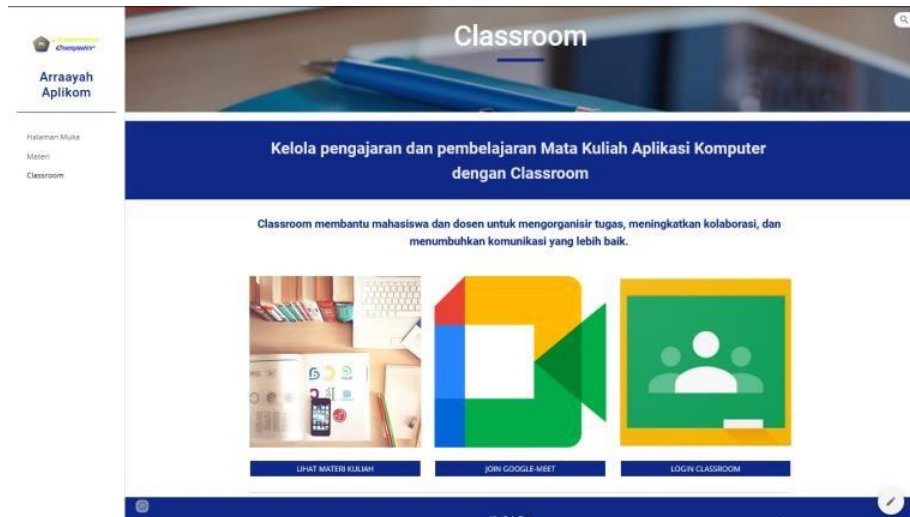 Computer
Arraayah
Aplikom
Halaman Muka
Materi
Classroom
Classroom
Kelola pengajaran dan pembelajaran Mata Kuliah Aplikasi Komputer
dengan Classroom
Classroom membantu mahasiswa dan dosen untuk mengorganisir tugas, meningkatkan kolaborasi, dan
menumbuhkan komunikasi yang lebih baik.
LIHAT MATERI KULIAH
JOIN GOOGLE-MEET
LOGIN CLASSROOM